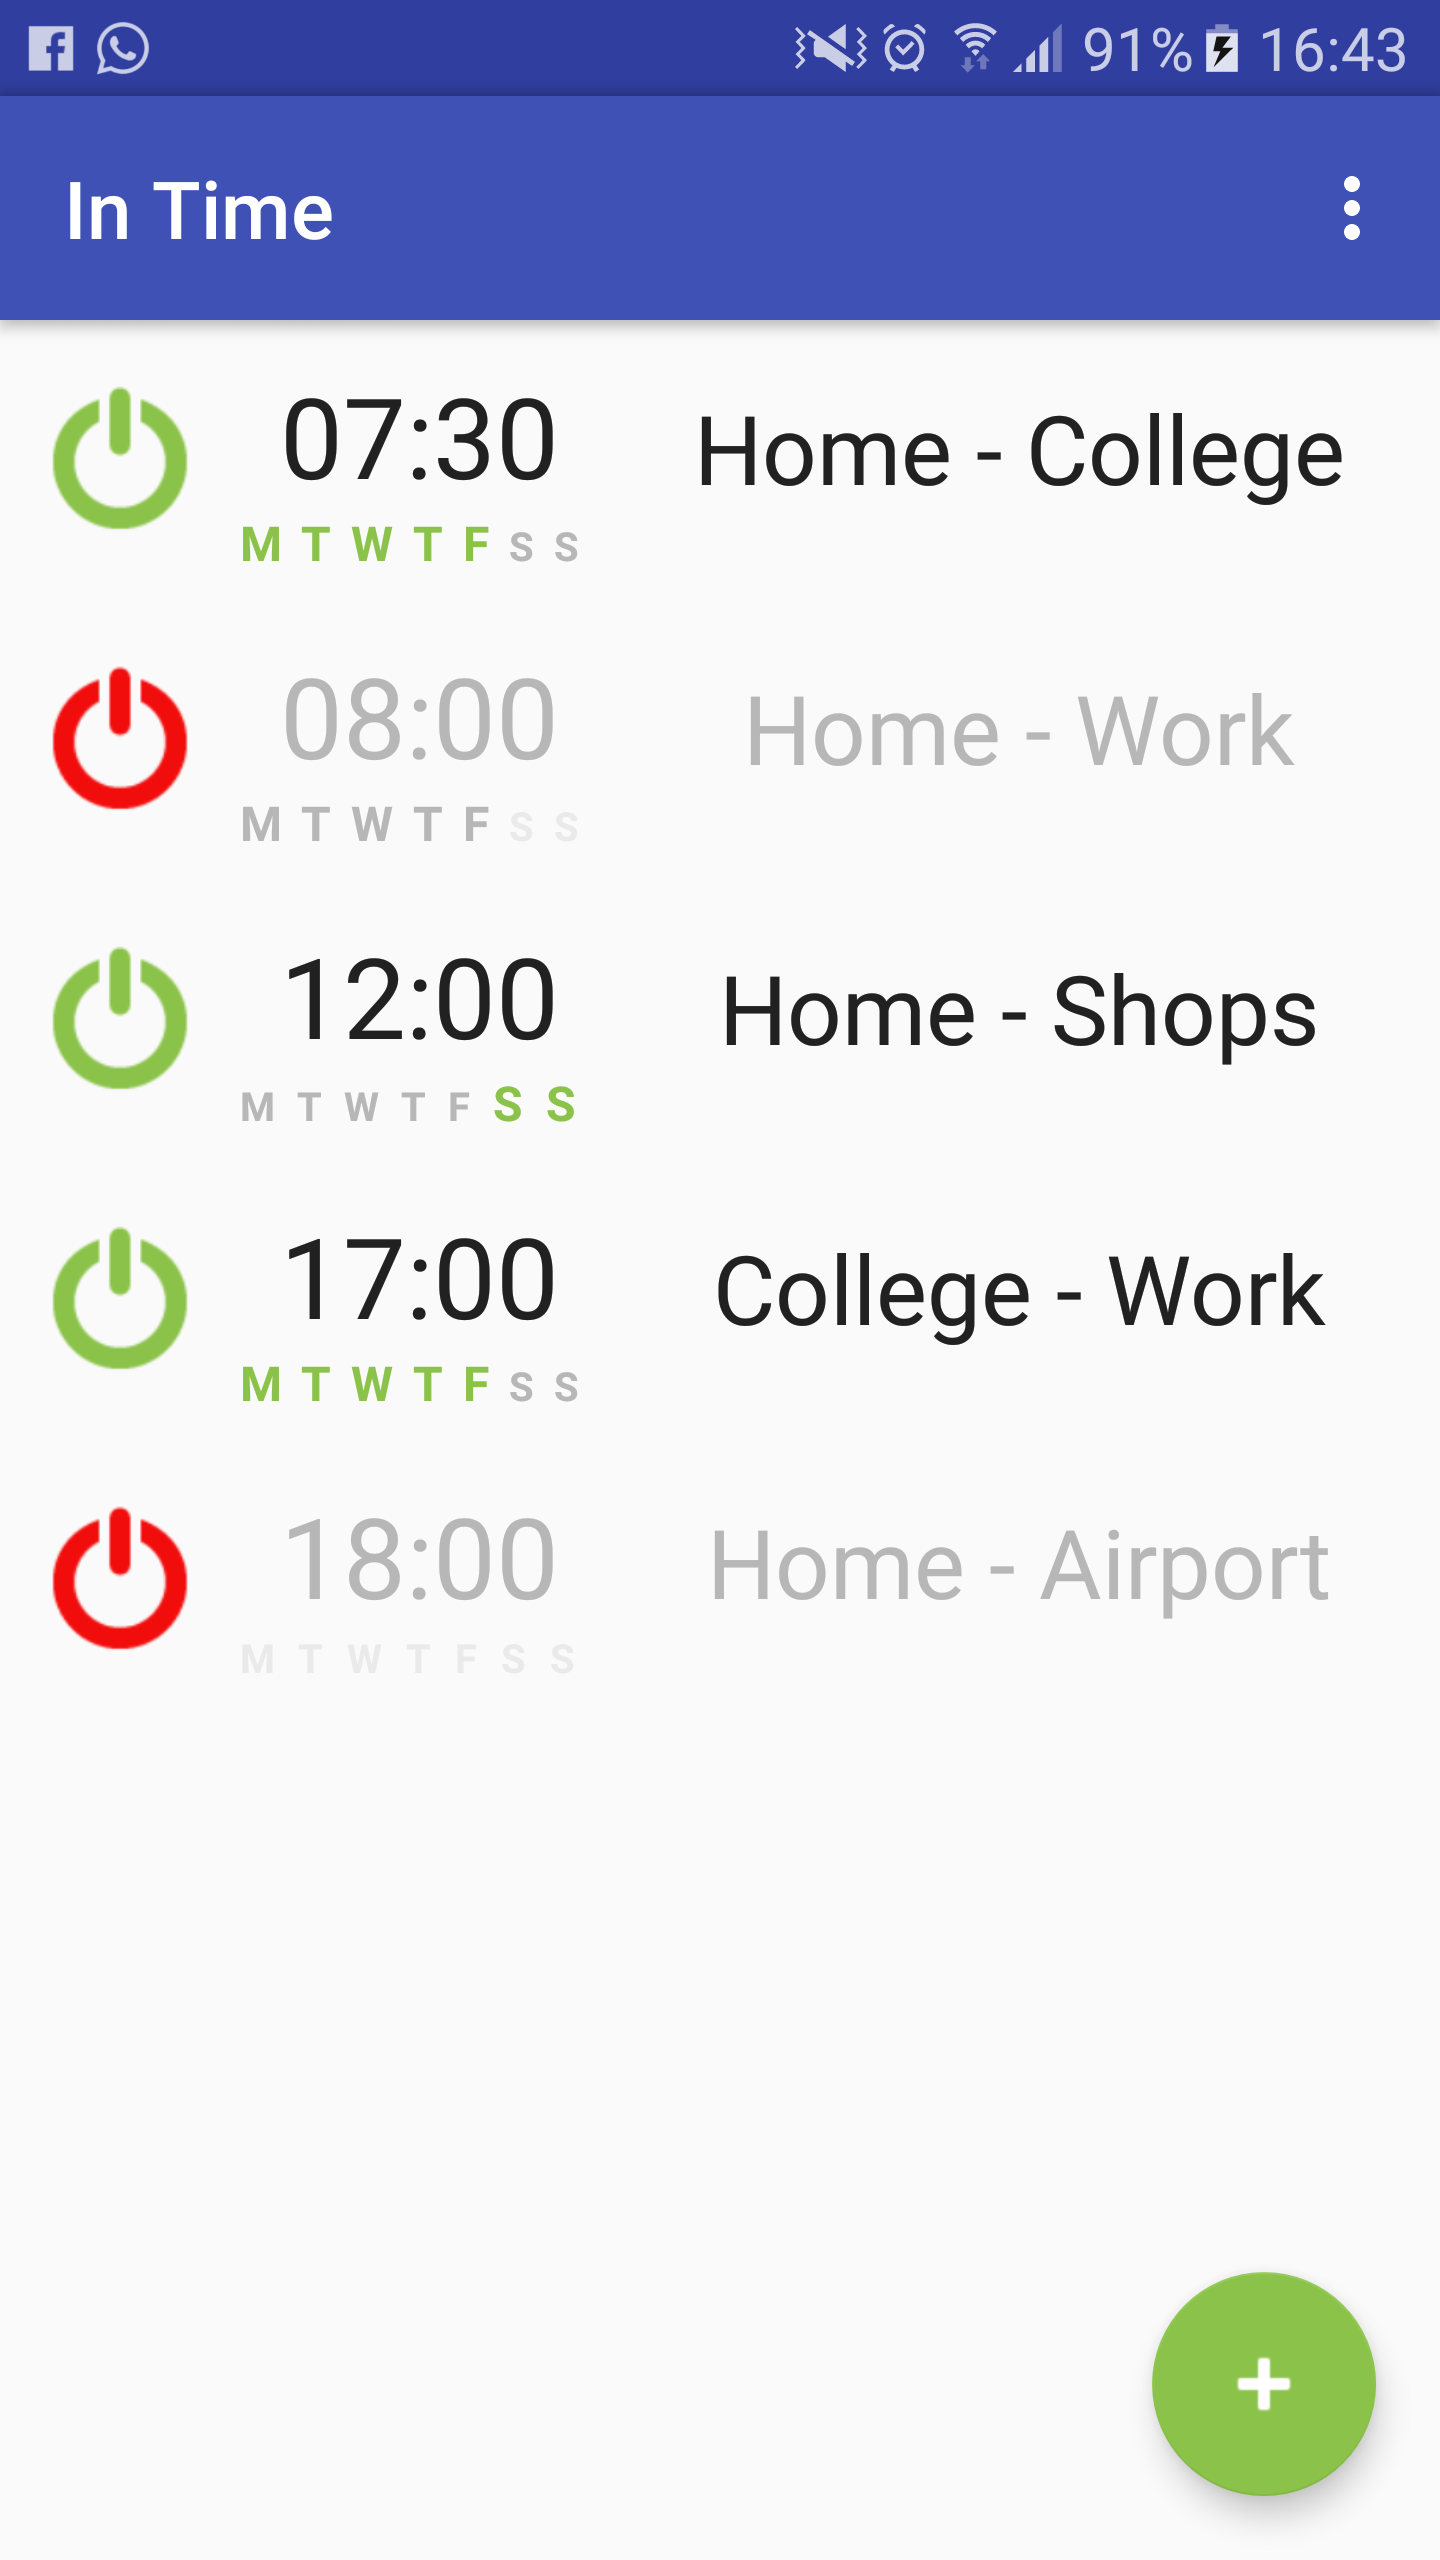 91% 16:43
In Time
07:30 Home - College
M T W T F S S
08:00 Home - Work
M T W T F S S
12:00 Home - Shops
M T W T F S S
17:00 College - Work
M T W T F S S
18:00 Home - Airport
M T W T F S S